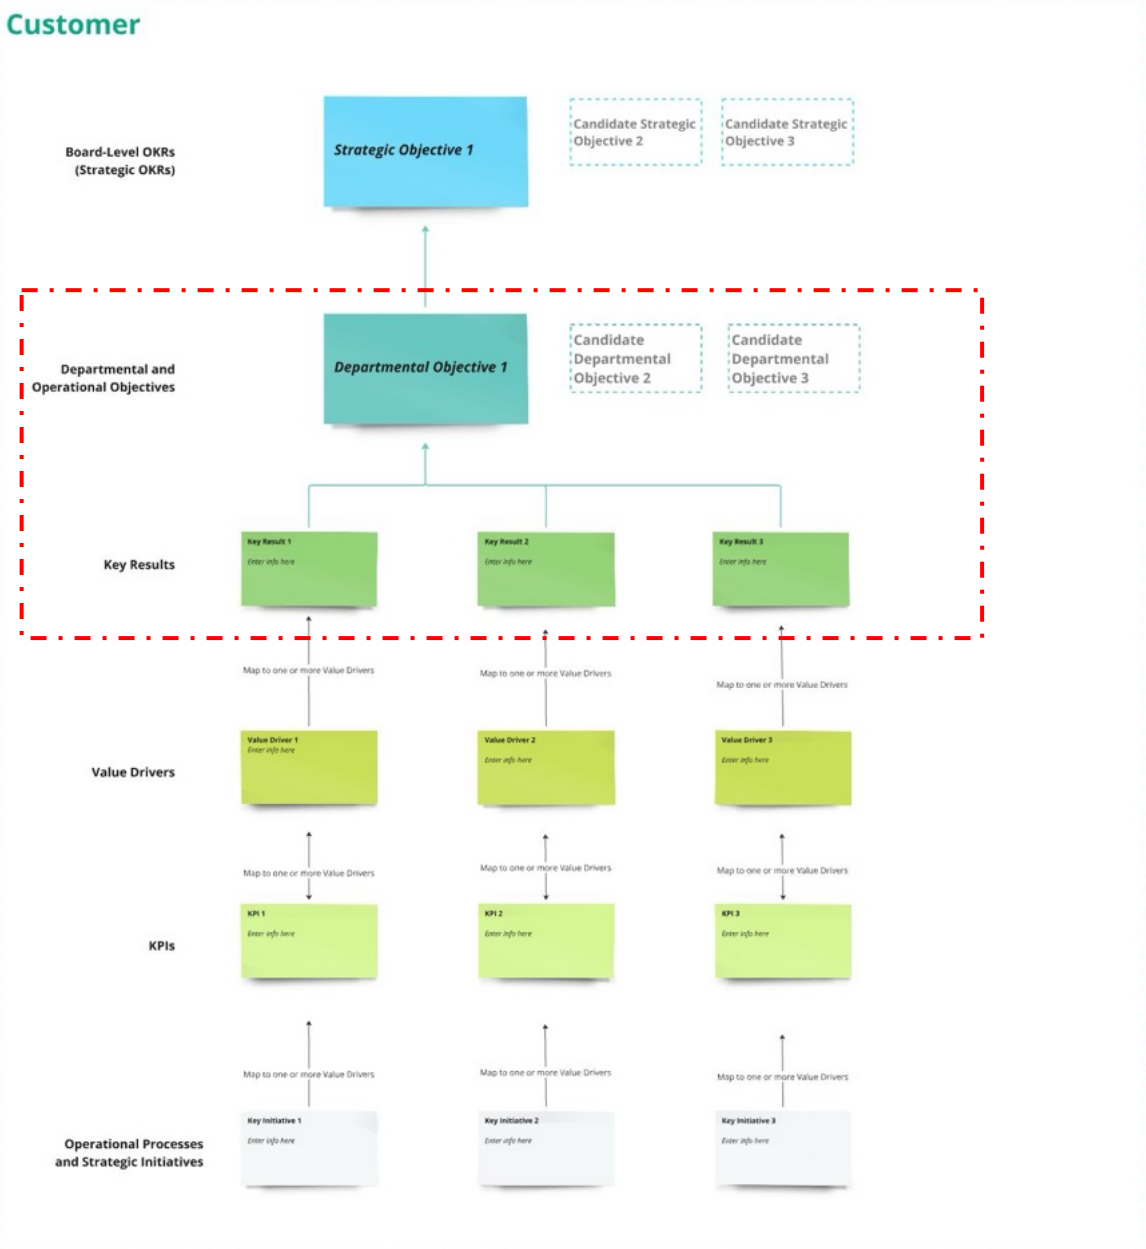 Customer
Board-Level OKRs
(Strategic OKRs)
Strategic Objective 1
Candidate Strategic
Objective 2
Candidate Strategic
Objective 3
Departmental and
Operational Objectives
Departmental Objective 1
Candidate
Departmental
Objective 2
Candidate
Departmental
Objective 3
Key Results
Key Result 1
Enter info here
Key Result 2
Enter info here
Key Result 3
Enter info here
Map to one or more Value Drivers
Map to one or more Value Drivers
Map to one or more Value Drivers
Value Drivers
Value Driver 1
Enter info here
Value Driver 2
Enter info here
Value Driver 3
Enter info here
Map to one or more Value Drivers
Map to one or more Value Drivers
Map to one or more Value Drivers
KPIs
KPI 1
Enter info here
KPI 2
Enter info here
KPI 3
Enter info here
Map to one or more Value Drivers
Map to one or more Value Drivers
Map to one or more Value Drivers
Operational Processes
and Strategic Initiatives
Key Initiative 1
Enter info here
Key Initiative 2
Enter info here
Key Initiative 3
Enter info here